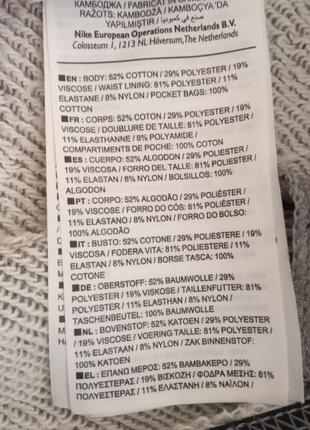 КАМБОДЖА / FABRICAT ÎN
RAŽOTS: KAMBODŽĀ / KAMBOÇYA 'DA
YAPILMIŞTIR / صنع في كمبوديا
Nike European Operations Netherlands B.V.
Colosseum 1, 1213 NL Hilversum, The Netherlands
EN : BODY: 52% COTTON / 29% POLYESTER / 19%
VISCOSE / WAIST LINING: 81% POLYESTER / 11%
ELASTANE / 8% NYLON / POCKET BAGS: 100%
COTTON
FR : CORPS: 52% COTON / 29% POLYESTER / 19%
VISCOSE / DOUBLURE DE TAILLE: 81% POLYESTER /
11% ELASTHANNE / 8% POLYAMIDE /
COMPARTIMENTS DE POCHE: 100% COTON
ES : CUERPO: 52% ALGODON / 29% POLIESTER /
19% VISCOSA / FORRO DEL TALLE: 81% POLIESTER /
11% ELASTAN / 8% NYLON / BOLSILLOS: 100%
ALGODON
PT : CORPO: 52% ALGODÃO / 29% POLIÉSTER /
19% VISCOSE / FORRO DO CÓS: 81% POLIÉSTER /
11% ELASTANO / 8% NYLON / FORRO DO BOLSO:
100% ALGODÃO
IT : BUSTO: 52% COTONE / 29% POLIESTERE / 19%
VISCOSA / FODERA VITA: 81% POLIESTERE / 11%
ELASTAN / 8% NYLON / BORSE TASCA: 100%
COTONE
DE : OBERSTOFF: 52% BAUMWOLLE / 29%
POLYESTER / 19% VISKOSE / TAILLENFUTTER: 81%
POLYESTER / 11% ELASTHAN / 8% NYLON /
TASCHENBEUTEL: 100% BAUMWOLLE
NL : BOVENSTOF: 52% KATOEN / 29% POLYESTER
/ 19% VISCOSE / VOERING TAILLE: 81% POLYESTER /
11% ELASTAAN / 8% NYLON / ZAK BINNENSTOF:
100% KATOEN
EL : ΕΠΑΝΩ ΜΕΡΟΣ: 52% ΒΑΜΒΑΚΕΡΟ / 29%
ΠΟΛΥΕΣΤΕΡΑΣ / 19% ΒΙΣΚΟΖΗ / ΦΟΔΡΑ ΜΕΣΗΣ: 81%
ΠΟΛΥΕΣΤΕΡΑΣ / 11% ΕΛΑΣΤΑΝΗ / 8% ΝΑΪΛΟΝ /